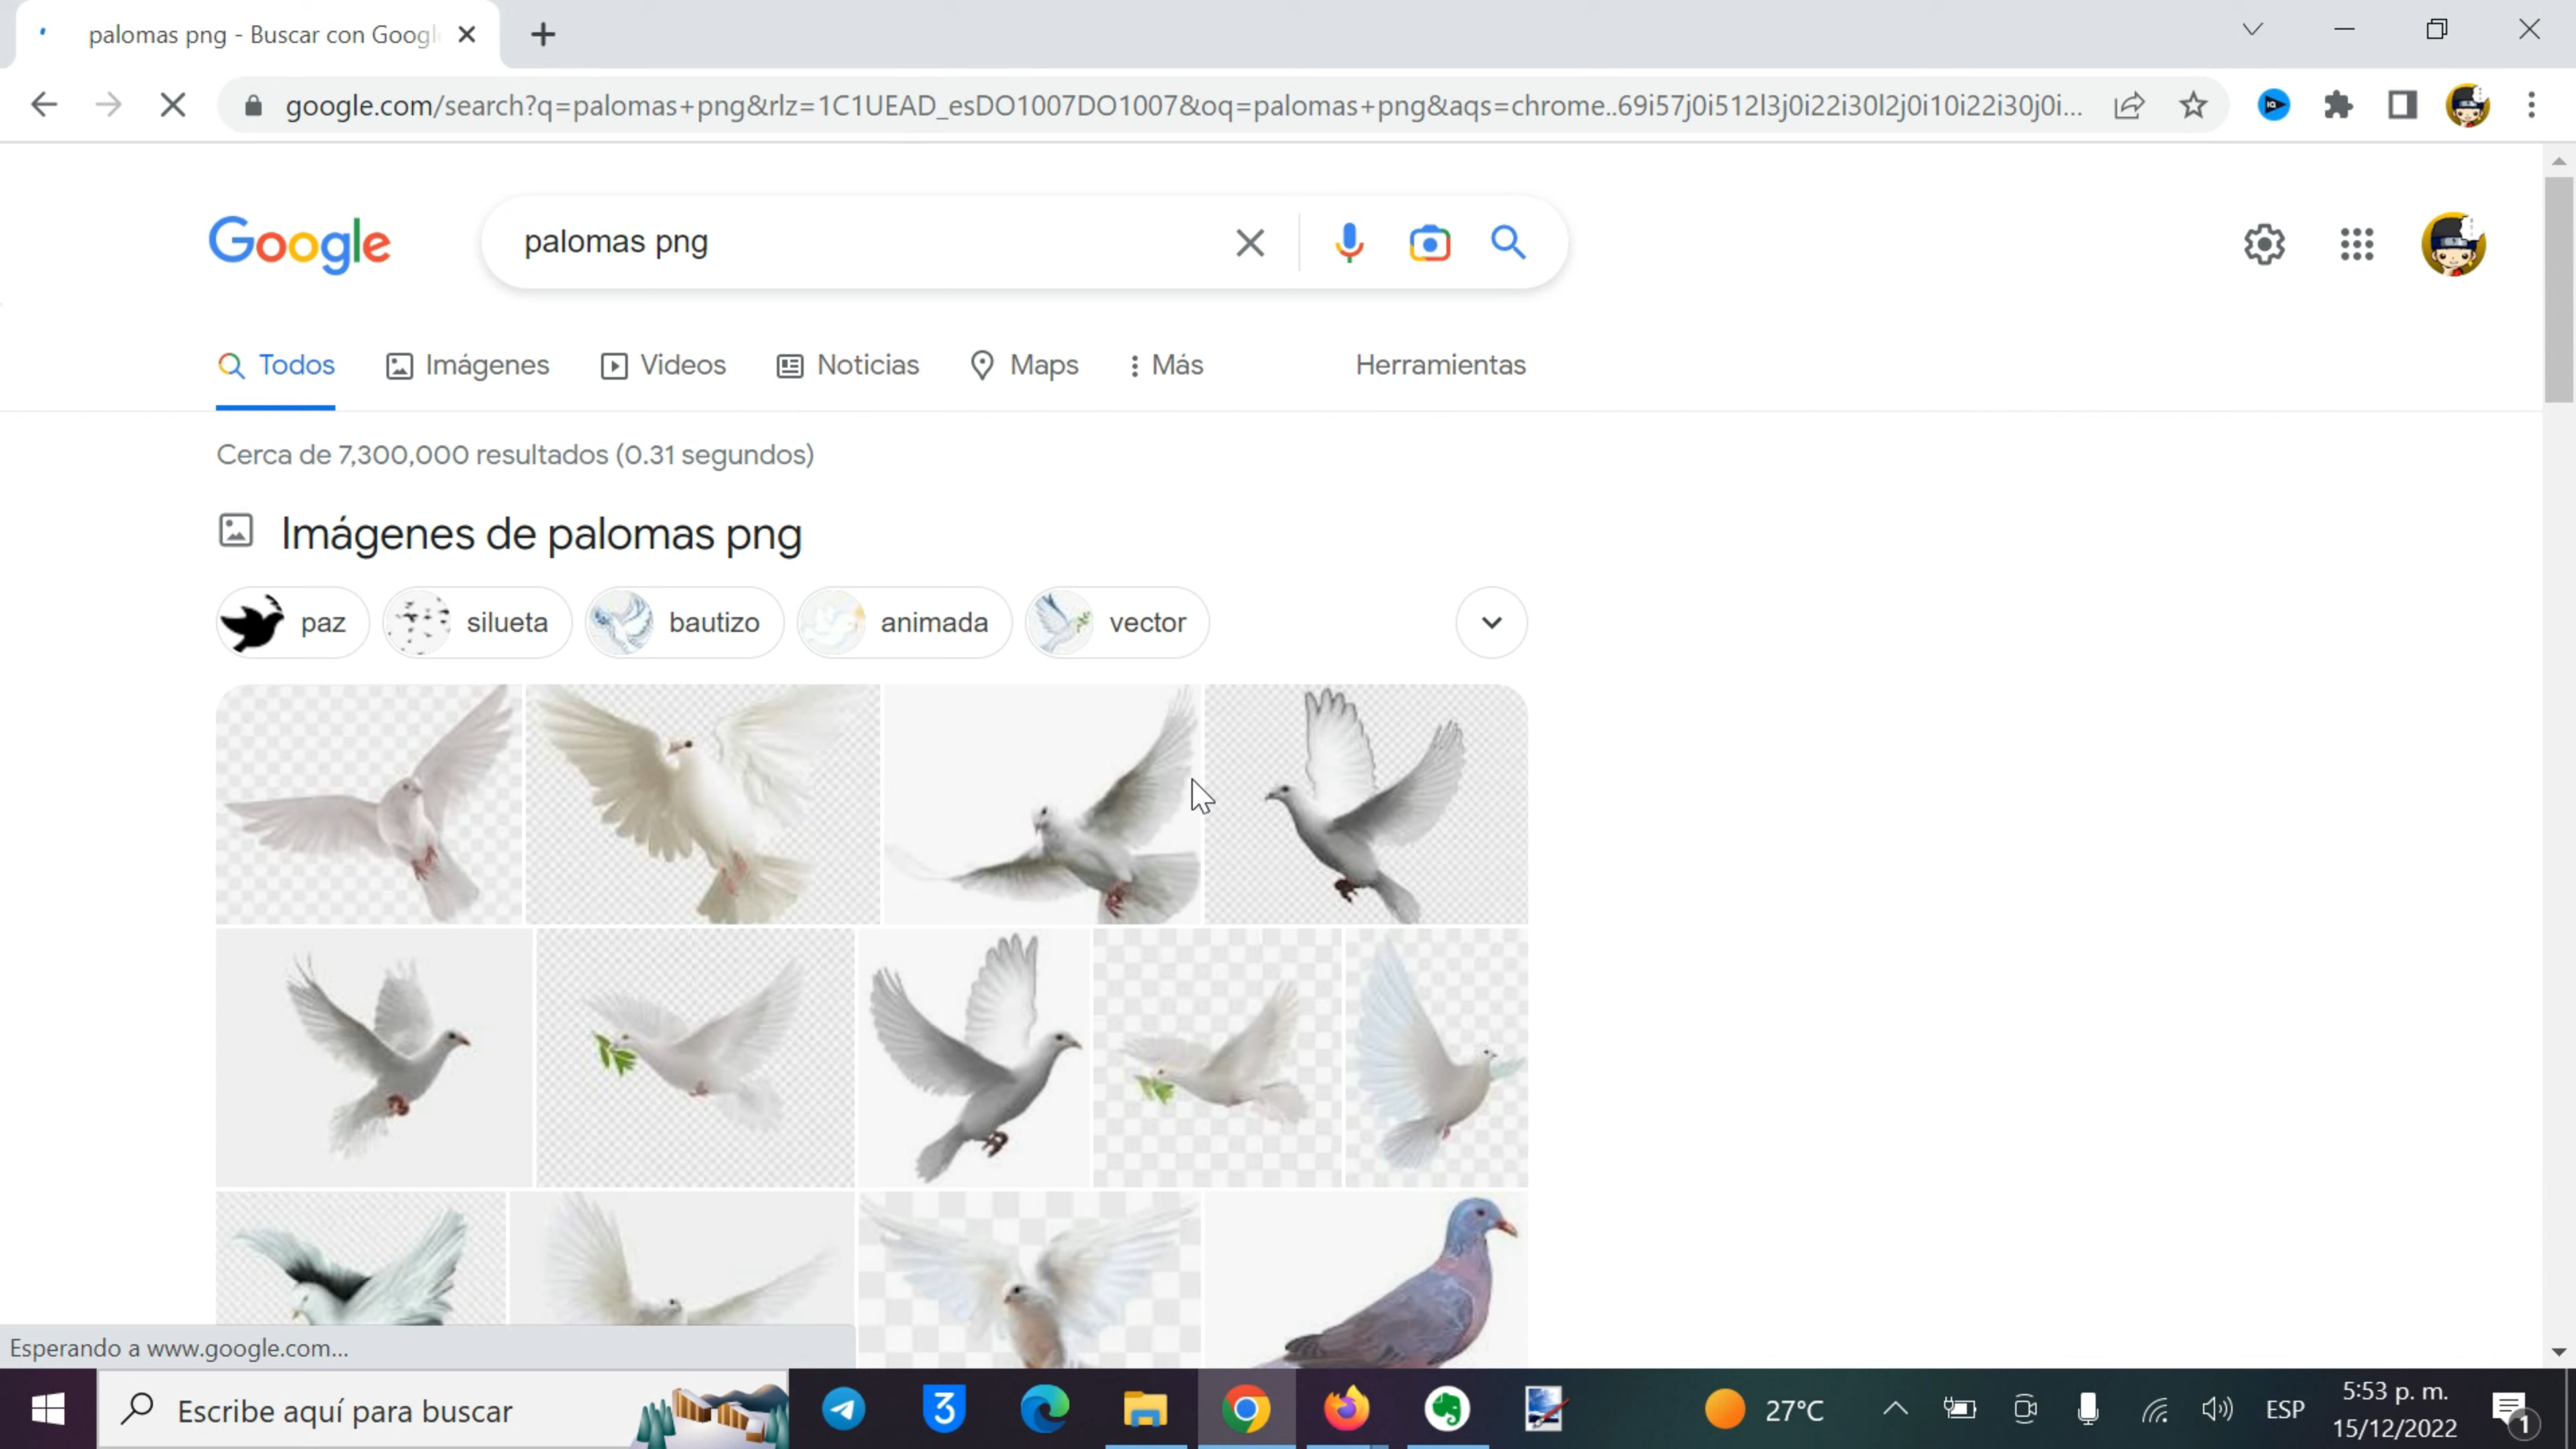 palomas png - Buscar con Googl
google.com/search?q=palomas+png&rlz=1C1UEAD_esDO1007DO1007&oq=palomas+png&aqs=chrome..69i57j0i512l3j0i22i30l2j0i10i22i30j0i...
Google
palomas png
Todos
Imágenes
Videos
Noticias
Maps
Más
Herramientas
Cerca de 7,300,000 resultados (0.31 segundos)
Imágenes de palomas png
paz
silueta
bautizo
animada
vector
Esperando a www.google.com...
Escribe aquí para buscar
3
27°C
ESP
5:53 p. m.
15/12/2022
1